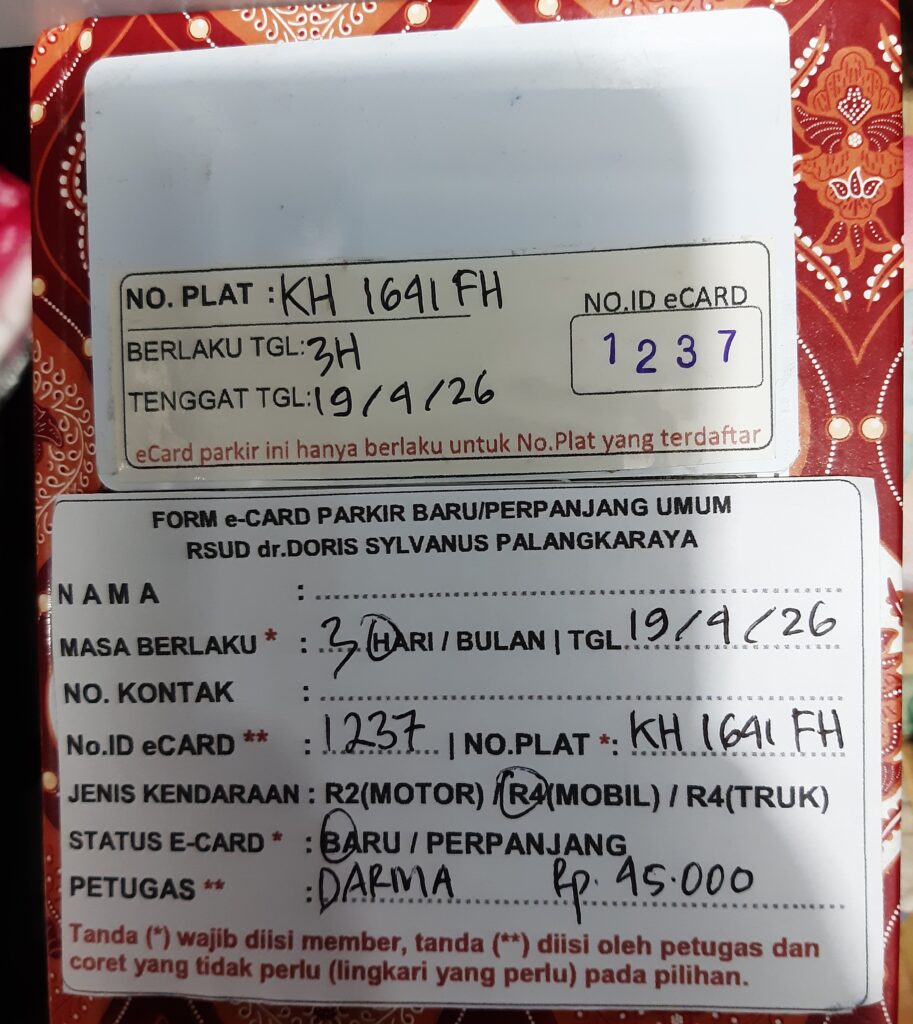 NO. PLAT : KH 1641 FH
BERLAKU TGL: 3H
TENGGAT TGL: 19/4/26
NO.ID eCARD
1 2 3 7
eCard parkir ini hanya berlaku untuk No.Plat yang terdaftar
FORM e-CARD PARKIR BARU/PERPANJANG UMUM
RSUD dr.DORIS SYLVANUS PALANGKARAYA
NAMA :
MASA BERLAKU * : 3 HARI / BULAN | TGL 19/4/26
NO. KONTAK :
No.ID eCARD ** : 1237 | NO.PLAT *: KH 1641 FH
JENIS KENDARAAN : R2(MOTOR) / R4(MOBIL) / R4(TRUK)
STATUS E-CARD * : BARU / PERPANJANG
PETUGAS ** : DARMA Rp. 45.000
Tanda (*) wajib diisi member, tanda (**) diisi oleh petugas dan
coret yang tidak perlu (lingkari yang perlu) pada pilihan.